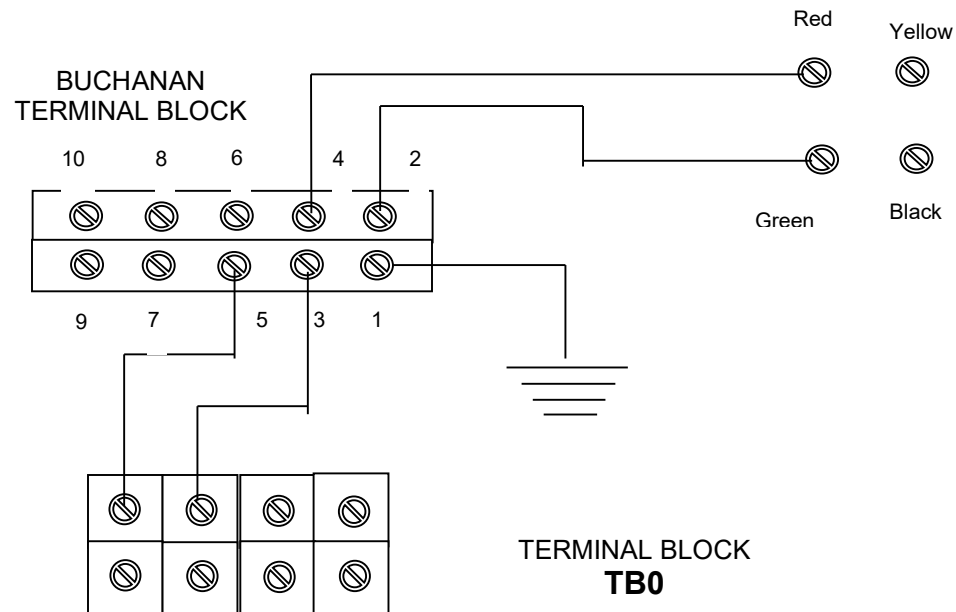 Red
Yellow
BUCHANAN
TERMINAL BLOCK
10 8 6 4 2
Green
Black
9 7 5 3 1
TERMINAL BLOCK
TB0